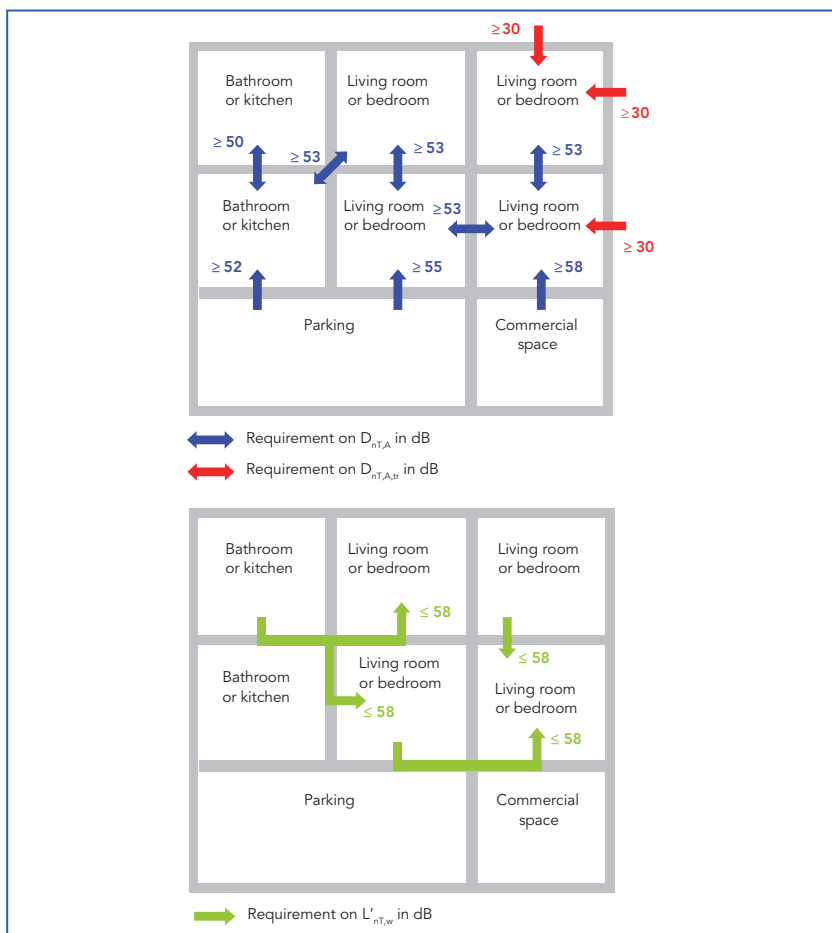 ≥30
Bathroom
or kitchen
Living room
or bedroom
Living room
or bedroom
≥30
≥ 50
≥ 53
≥ 53
≥ 53
Bathroom
or kitchen
Living room
or bedroom
≥53
Living room
or bedroom
≥30
≥ 52
≥55
≥58
Parking
Commercial
space
Requirement on DnT,A in dB
Requirement on DnT,A,tr in dB
Bathroom
or kitchen
Living room
or bedroom
Living room
or bedroom
≤ 58
Bathroom
or kitchen
Living room
or bedroom
≤ 58
Living room
or bedroom
≤ 58
≤ 58
Parking
Commercial
space
Requirement on L'nT,w in dB